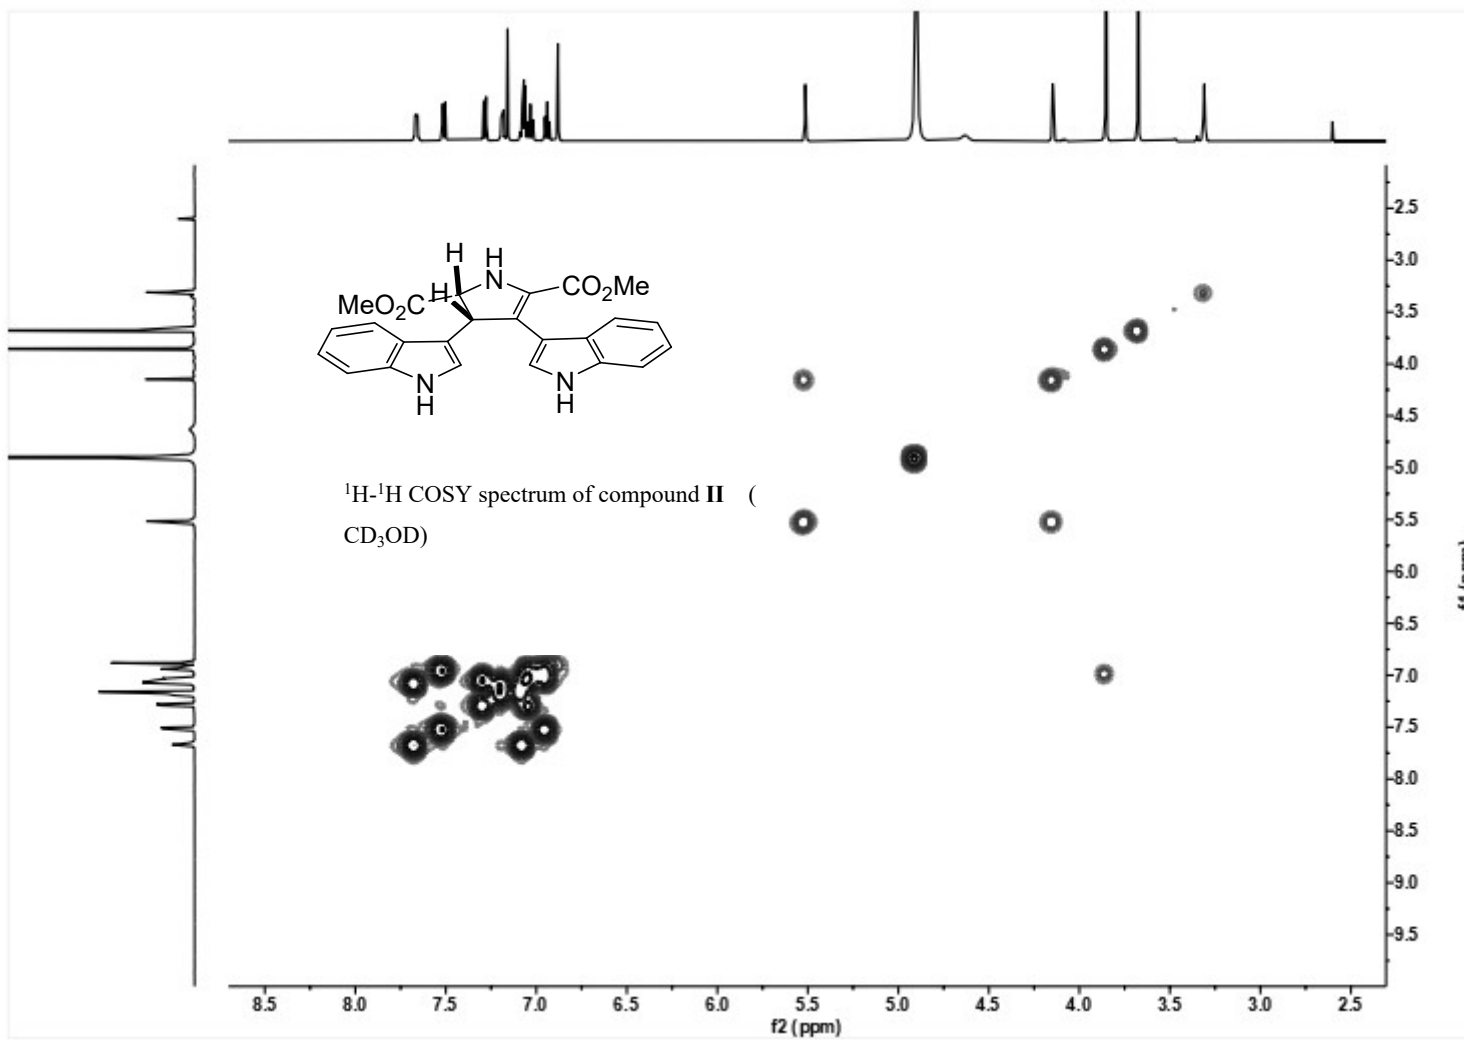 H
H
N
MeO₂C
H
CO₂Me
N
H
N
H
¹H-¹H COSY spectrum of compound II (
CD₃OD)
2.5
3.0
3.5
4.0
4.5
5.0
5.5
6.0
6.5
7.0
7.5
8.0
8.5
9.0
9.5
f1 (ppm)
8.5 8.0 7.5 7.0 6.5 6.0 5.5 5.0 4.5 4.0 3.5 3.0 2.5
f2 (ppm)